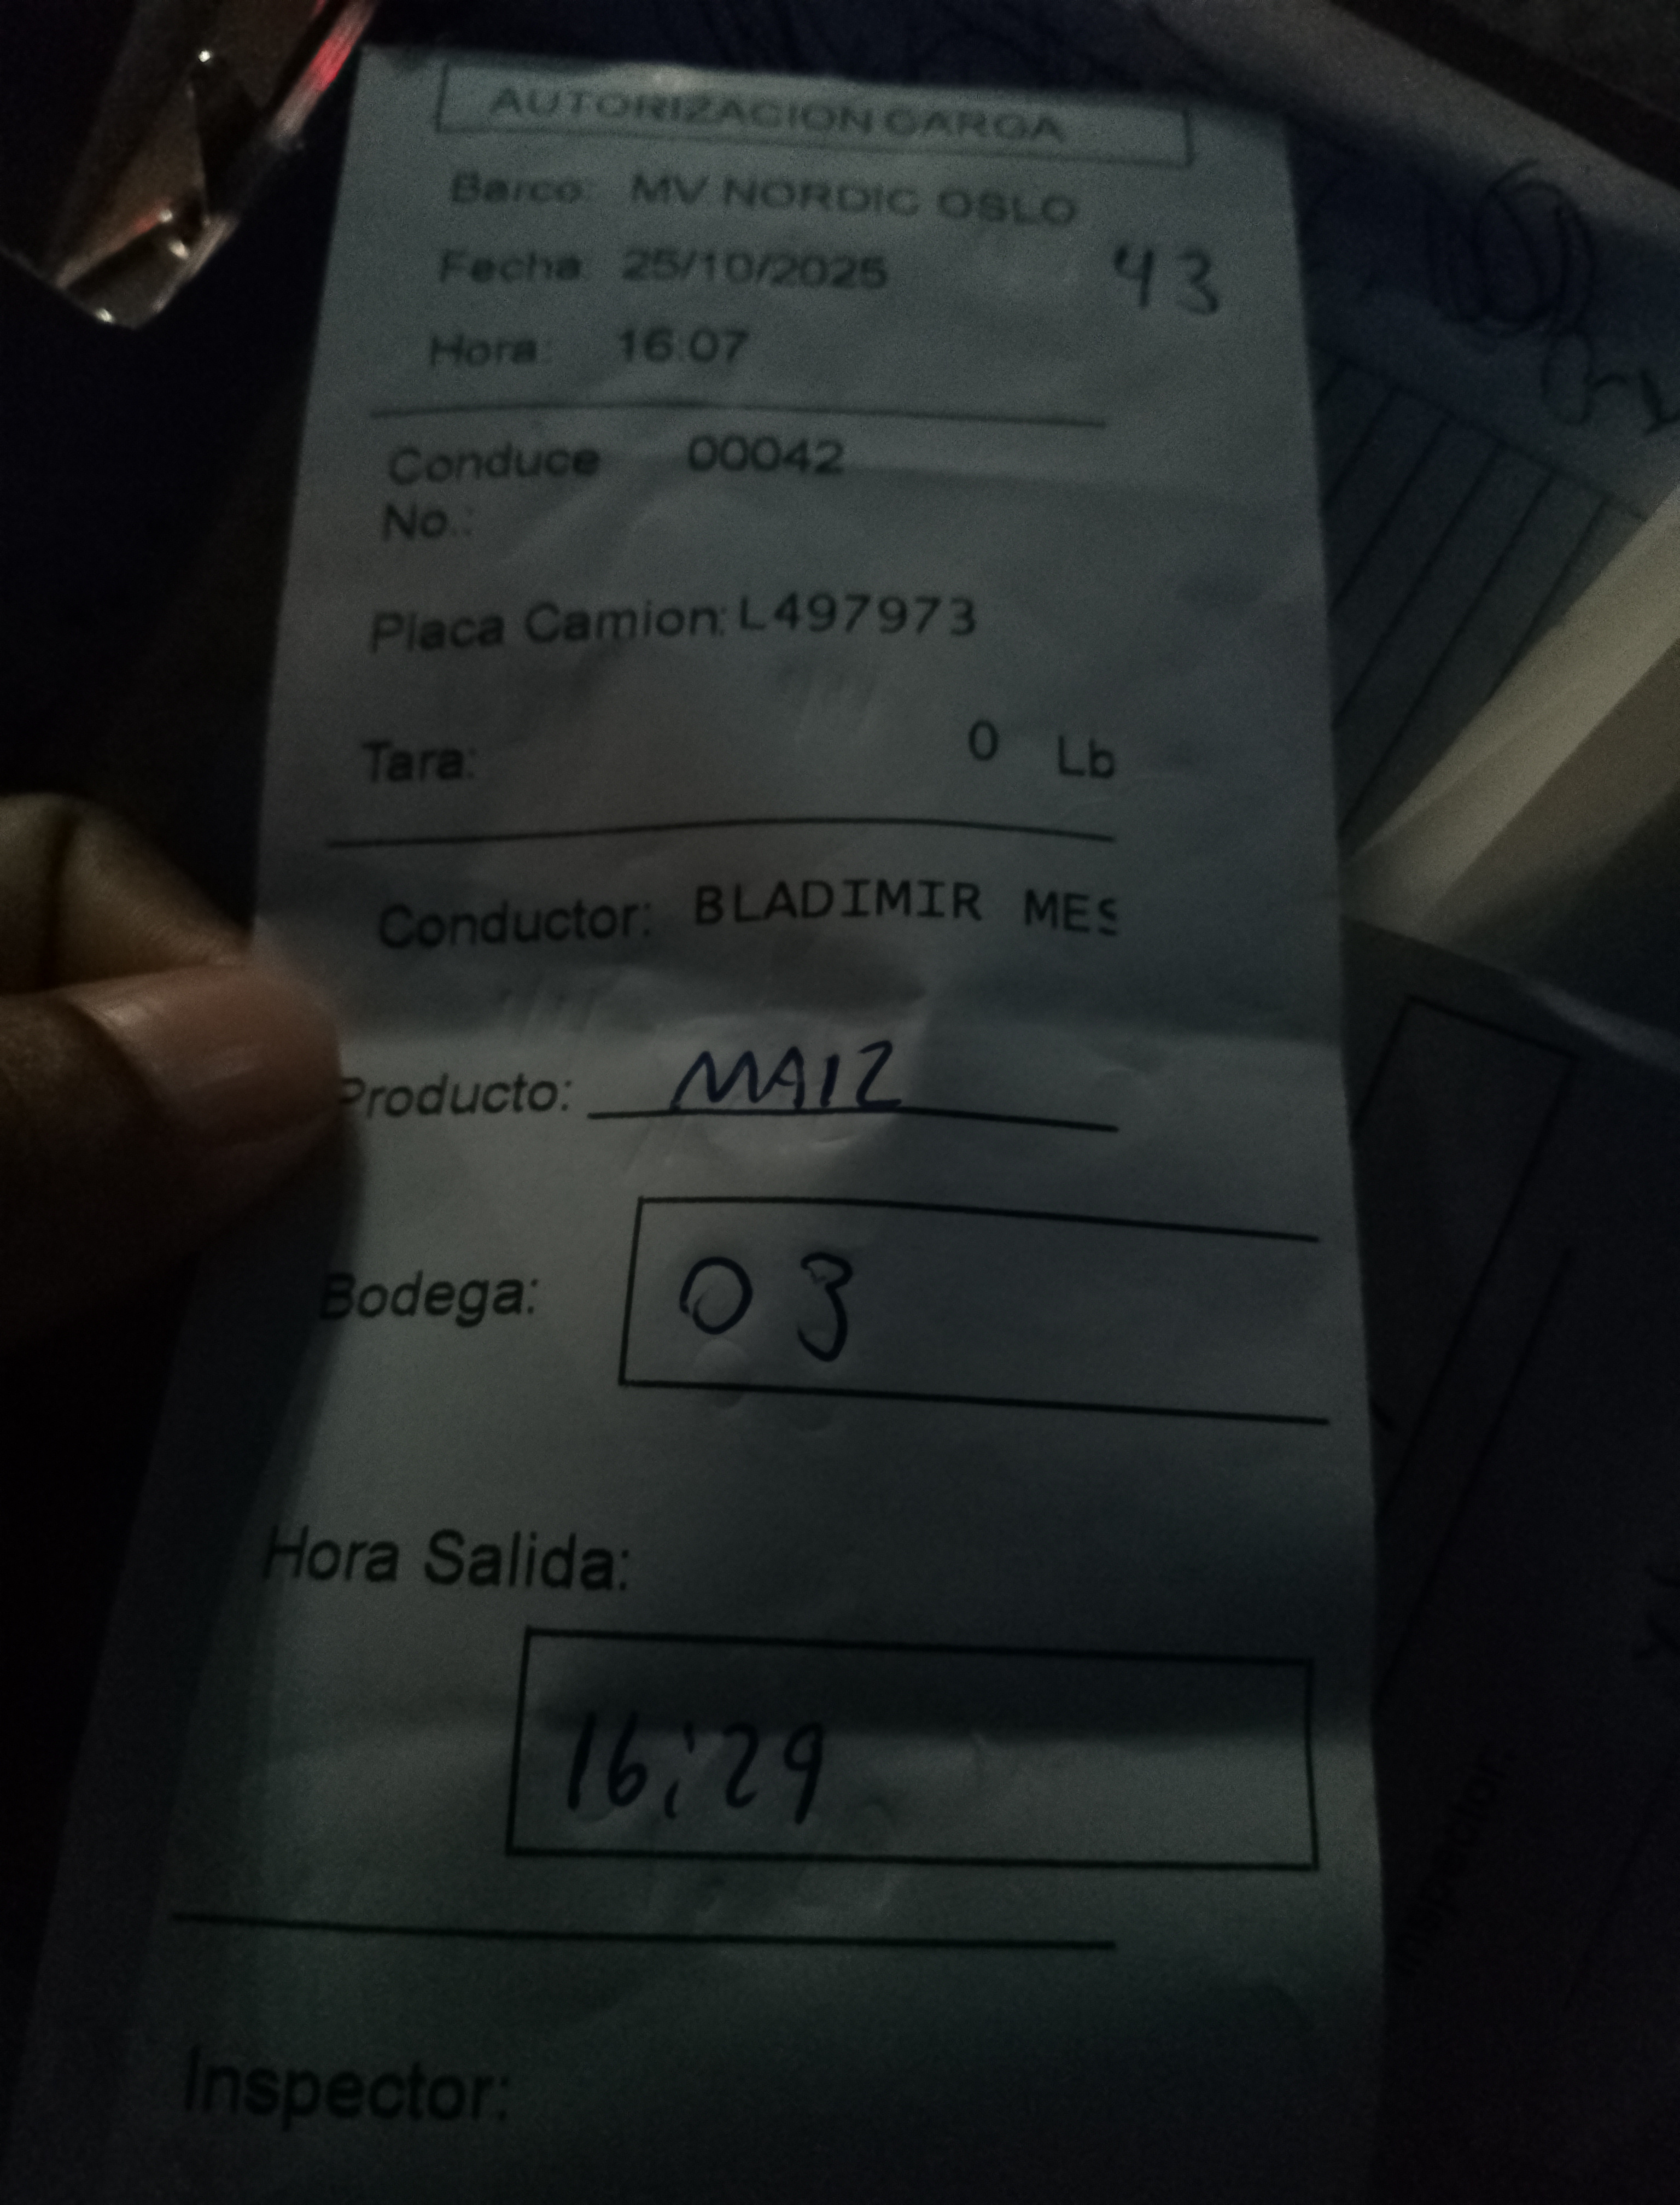 AUTORIZACION CARGA
Barco: MV NORDIC OSLO
Fecha: 25/10/2025 43
Hora: 16:07
Conduce 00042
No.:
Placa Camion: L497973
Tara: 0 Lb
Conductor: BLADIMIR MES
Producto: MAIZ
Bodega: 03
Hora Salida:
16:29
Inspector: